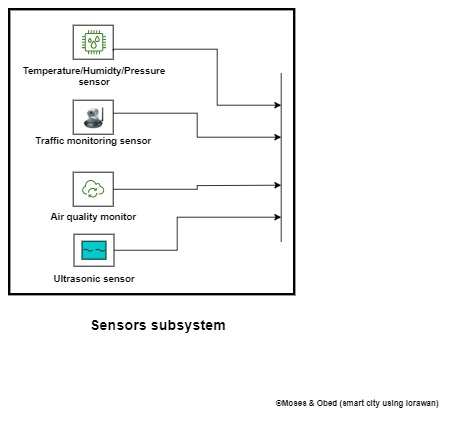 Temperature/Humidty/Pressure
sensor
Traffic monitoring sensor
Air quality monitor
Ultrasonic sensor
Sensors subsystem
©Moses & Obed (smart city using lorawan)